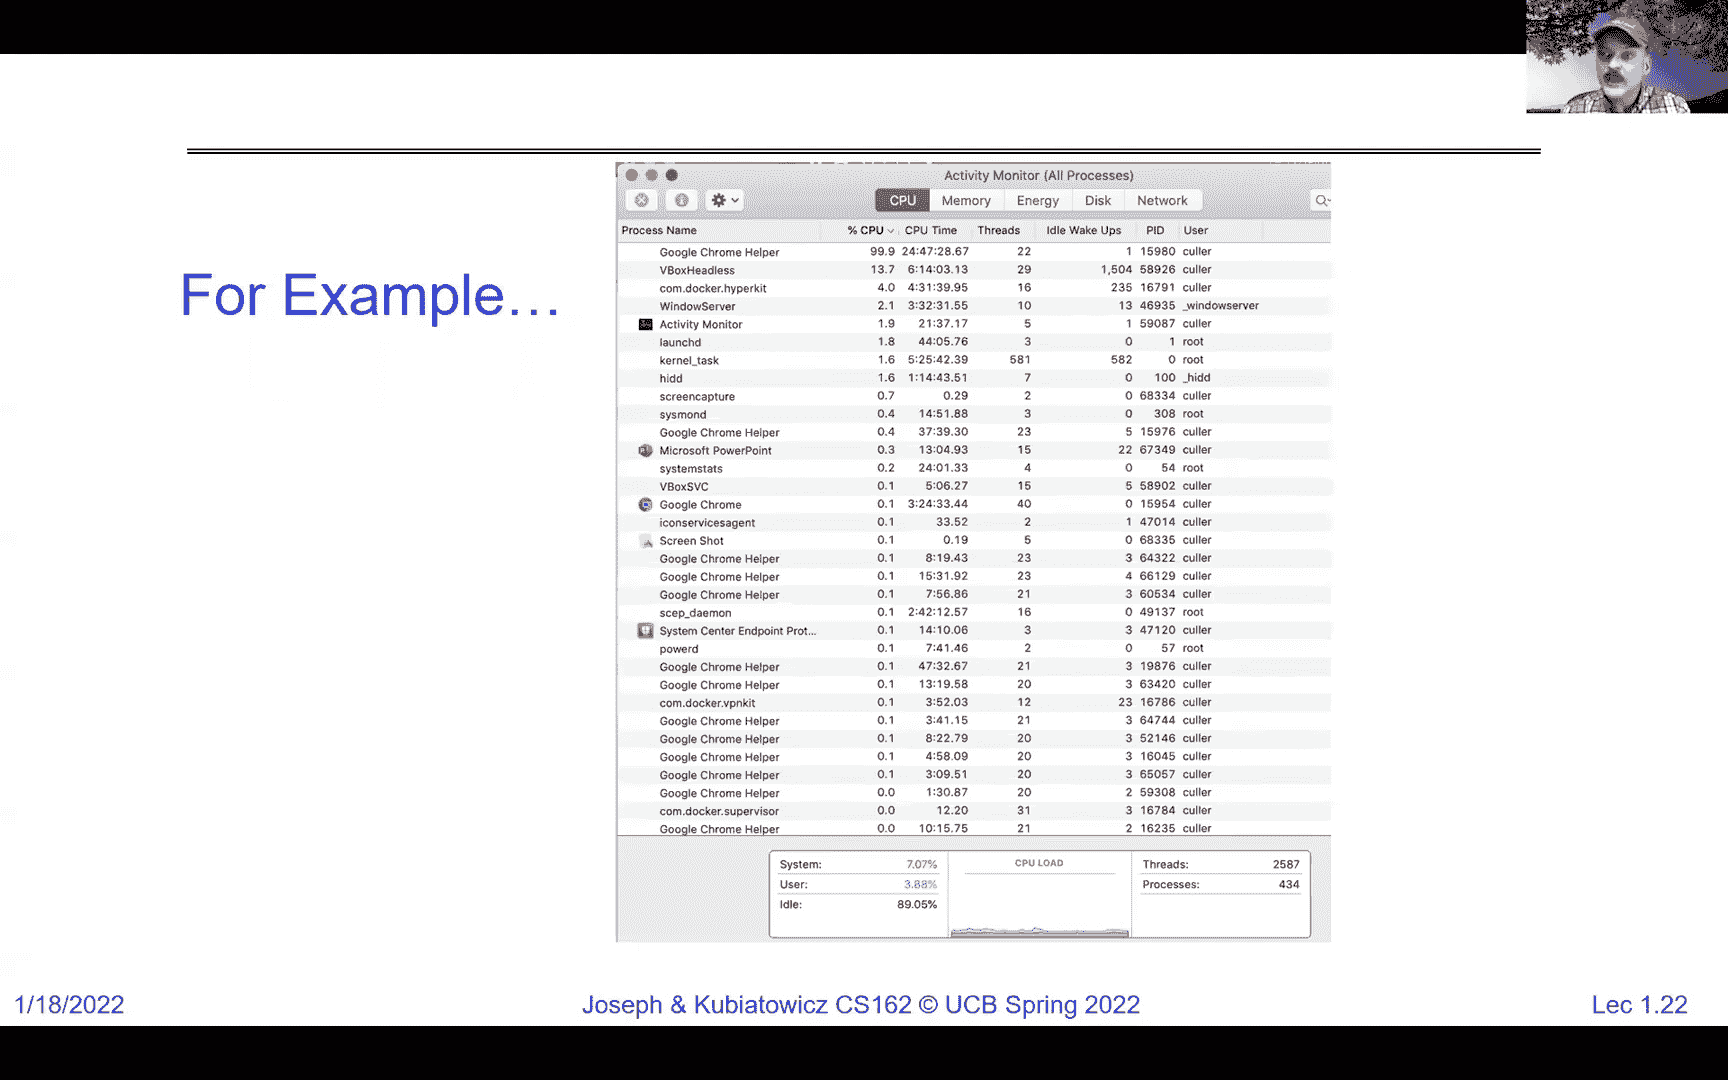 Activity Monitor (All Processes)
CPU Memory Energy Disk Network
Process Name % CPU CPU Time Threads Idle Wake Ups PID User
Google Chrome Helper 99.9 24:47:28.67 22 1 15980 culler
VBoxHeadless 13.7 6:14:03.13 29 1,504 58926 culler
com.docker.hyperkit 4.0 4:31:39.95 16 235 16791 culler
WindowServer 2.1 3:32:31.55 10 13 46935 _windowserver
Activity Monitor 1.9 21:37.17 5 1 59087 culler
launchd 1.8 44:05.76 3 0 1 root
kernel_task 1.6 5:25:42.39 581 582 0 root
hidd 1.6 1:14:43.51 7 0 100 _hidd
screencapture 0.7 0.29 2 0 68334 culler
sysmond 0.4 14:51.88 3 0 308 root
Google Chrome Helper 0.4 37:39.30 23 5 15976 culler
Microsoft PowerPoint 0.3 13:04.93 15 22 67349 culler
systemstats 0.2 24:01.33 4 0 54 root
VBoxSVC 0.1 5:06.27 15 5 58902 culler
Google Chrome 0.1 3:24:33.44 40 0 15954 culler
iconservicesagent 0.1 33.52 2 1 47014 culler
Screen Shot 0.1 0.19 5 0 68335 culler
Google Chrome Helper 0.1 8:19.43 23 3 64322 culler
Google Chrome Helper 0.1 15:31.92 23 4 66129 culler
Google Chrome Helper 0.1 7:56.86 21 3 60534 culler
scep_daemon 0.1 2:42:12.57 16 0 49137 root
System Center Endpoint Prot... 0.1 14:10.06 3 3 47120 culler
powerd 0.1 7:41.46 2 0 57 root
Google Chrome Helper 0.1 47:32.67 21 3 19876 culler
Google Chrome Helper 0.1 13:19.58 20 3 63420 culler
com.docker.vpnkit 0.1 3:52.03 12 23 16786 culler
Google Chrome Helper 0.1 3:41.15 21 3 64744 culler
Google Chrome Helper 0.1 8:22.79 20 3 52146 culler
Google Chrome Helper 0.1 4:58.09 20 3 16045 culler
Google Chrome Helper 0.1 3:09.51 20 3 65057 culler
Google Chrome Helper 0.0 1:30.87 20 2 59308 culler
com.docker.supervisor 0.0 12.20 31 3 16784 culler
Google Chrome Helper 0.0 10:15.75 21 2 16235 culler
System: 7.07% CPU LOAD Threads: 2587
User: 3.88% Processes: 434
Idle: 89.05%
For Example…
1/18/2022 Joseph & Kubiatowicz CS162 © UCB Spring 2022 Lec 1.22